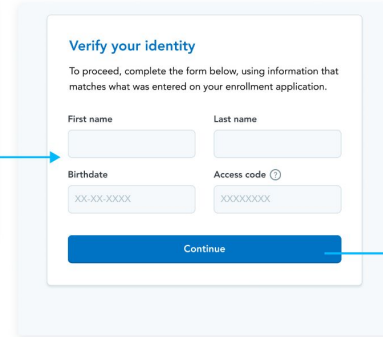 Verify your identity
To proceed, complete the form below, using information that
matches what was entered on your enrollment application.
First name Last name
Birthdate Access code ?
XX-XX-XXXX XXXXXXXX
Continue